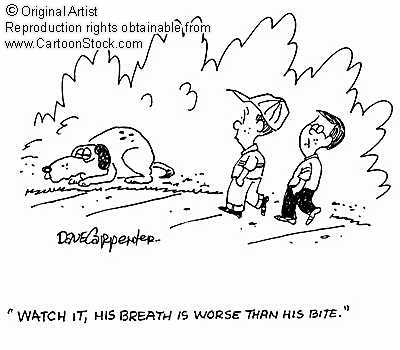 © Original Artist
Reproduction rights obtainable from
www.CartoonStock.com
DAVE CARPENTER
"WATCH IT, HIS BREATH IS WORSE THAN HIS BITE."